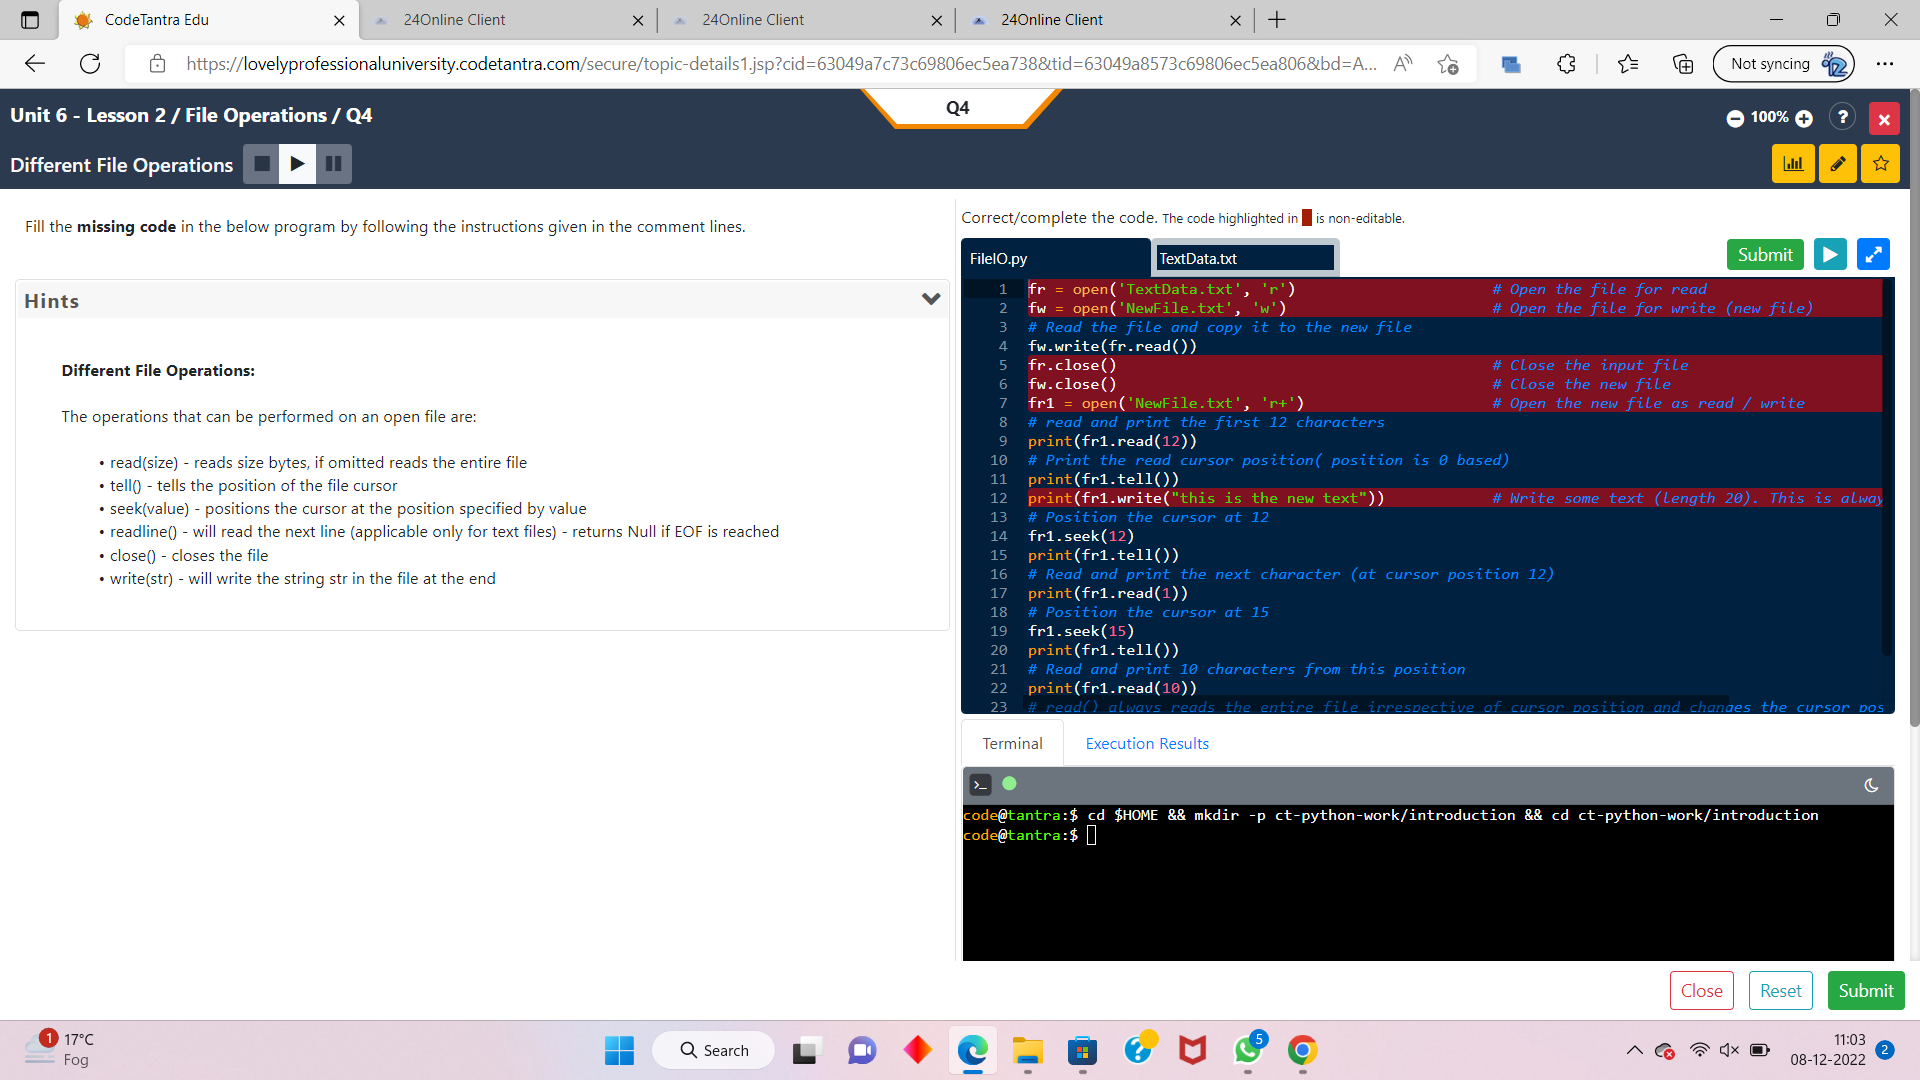 CodeTantra Edu
24Online Client
24Online Client
24Online Client
https://lovelyprofessionaluniversity.codetantra.com/secure/topic-details1.jsp?cid=63049a7c73c69806ec5ea738&tid=63049a8573c69806ec5ea806&bd=A...
Not syncing
Unit 6 - Lesson 2 / File Operations / Q4
Q4
100%
?
Different File Operations
Fill the missing code in the below program by following the instructions given in the comment lines.
Hints
Different File Operations:
The operations that can be performed on an open file are:
• read(size) - reads size bytes, if omitted reads the entire file
• tell() - tells the position of the file cursor
• seek(value) - positions the cursor at the position specified by value
• readline() - will read the next line (applicable only for text files) - returns Null if EOF is reached
• close() - closes the file
• write(str) - will write the string str in the file at the end
Correct/complete the code. The code highlighted in is non-editable.
FileIO.py
TextData.txt
Submit
1 fr = open('TextData.txt', 'r') # Open the file for read
2 fw = open('NewFile.txt', 'w') # Open the file for write (new file)
3 # Read the file and copy it to the new file
4 fw.write(fr.read())
5 fr.close() # Close the input file
6 fw.close() # Close the new file
7 fr1 = open('NewFile.txt', 'r+') # Open the new file as read / write
8 # read and print the first 12 characters
9 print(fr1.read(12))
10 # Print the read cursor position( position is 0 based)
11 print(fr1.tell())
12 print(fr1.write("this is the new text")) # Write some text (length 20). This is alway
13 # Position the cursor at 12
14 fr1.seek(12)
15 print(fr1.tell())
16 # Read and print the next character (at cursor position 12)
17 print(fr1.read(1))
18 # Position the cursor at 15
19 fr1.seek(15)
20 print(fr1.tell())
21 # Read and print 10 characters from this position
22 print(fr1.read(10))
23 # read() always reads the entire file irrespective of cursor position and changes the cursor pos
Terminal
Execution Results
code@tantra:$ cd $HOME && mkdir -p ct-python-work/introduction && cd ct-python-work/introduction
code@tantra:$
Close
Reset
Submit
1
17°C
Fog
Search
5
11:03
08-12-2022
2